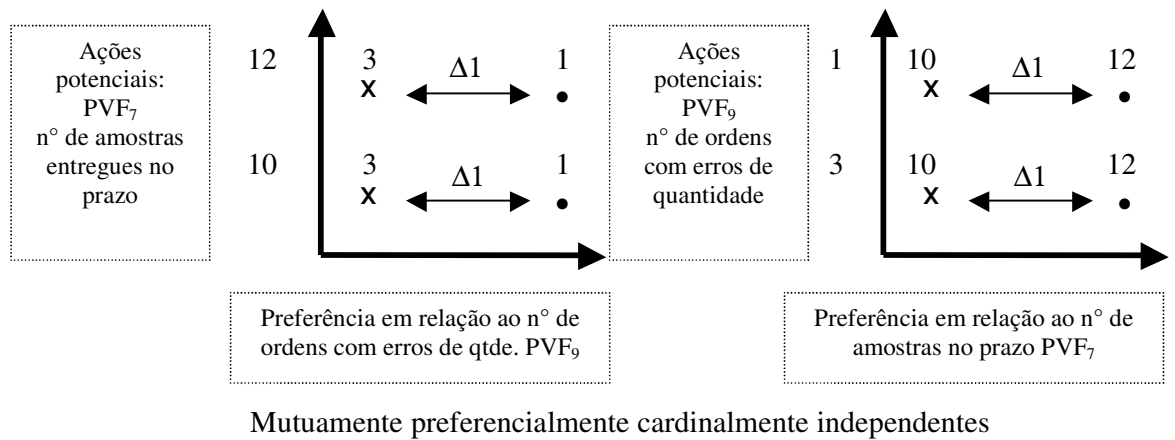 Ações
potenciais:
PVF₇
n° de amostras
entregues no
prazo
12
3
Δ1
1
x
•
10
3
Δ1
1
x
•
Preferência em relação ao n° de
ordens com erros de qtde. PVF₉
Ações
potenciais:
PVF₉
n° de ordens
com erros de
quantidade
1
10
Δ1
12
x
•
3
10
Δ1
12
x
•
Preferência em relação ao n° de
amostras no prazo PVF₇
Mutuamente preferencialmente cardinalmente independentes